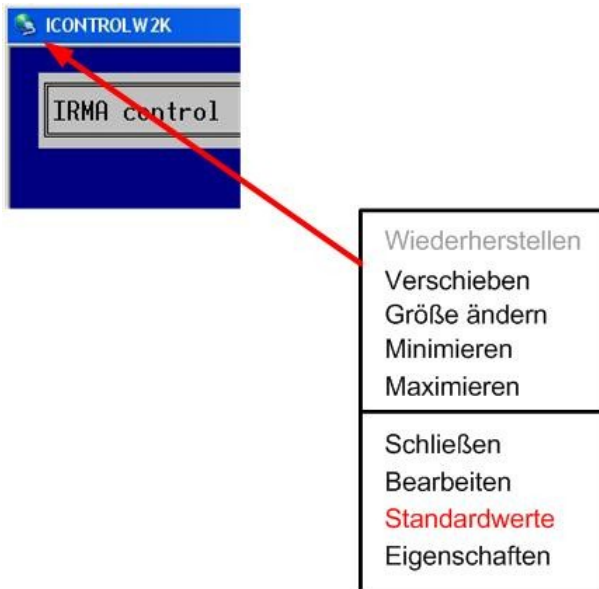 ICONTROLW2K
IRMA control
Wiederherstellen
Verschieben
Größe ändern
Minimieren
Maximieren
Schließen
Bearbeiten
Standardwerte
Eigenschaften